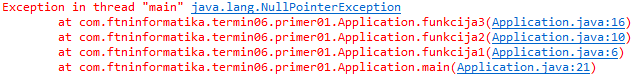 Exception in thread "main" java.lang.NullPointerException
at com.ftninformatika.termin06.primer01.Application.funkcija3(Application.java:16)
at com.ftninformatika.termin06.primer01.Application.funkcija2(Application.java:10)
at com.ftninformatika.termin06.primer01.Application.funkcija1(Application.java:6)
at com.ftninformatika.termin06.primer01.Application.main(Application.java:21)